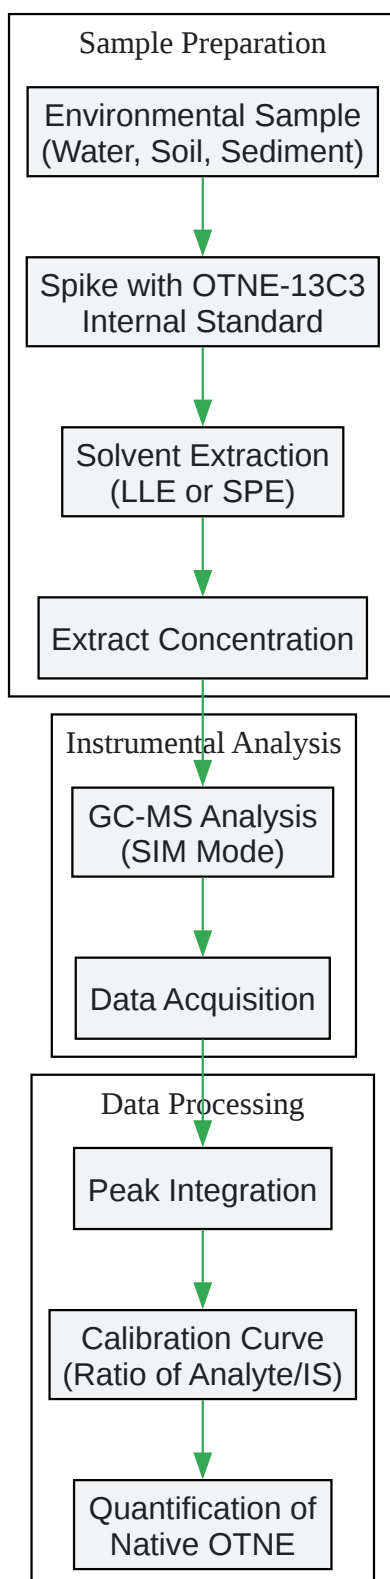 Sample Preparation
Environmental Sample
(Water, Soil, Sediment)
Spike with OTNE-13C3
Internal Standard
Solvent Extraction
(LLE or SPE)
Extract Concentration
Instrumental Analysis
GC-MS Analysis
(SIM Mode)
Data Acquisition
Data Processing
Peak Integration
Calibration Curve
(Ratio of Analyte/IS)
Quantification of
Native OTNE